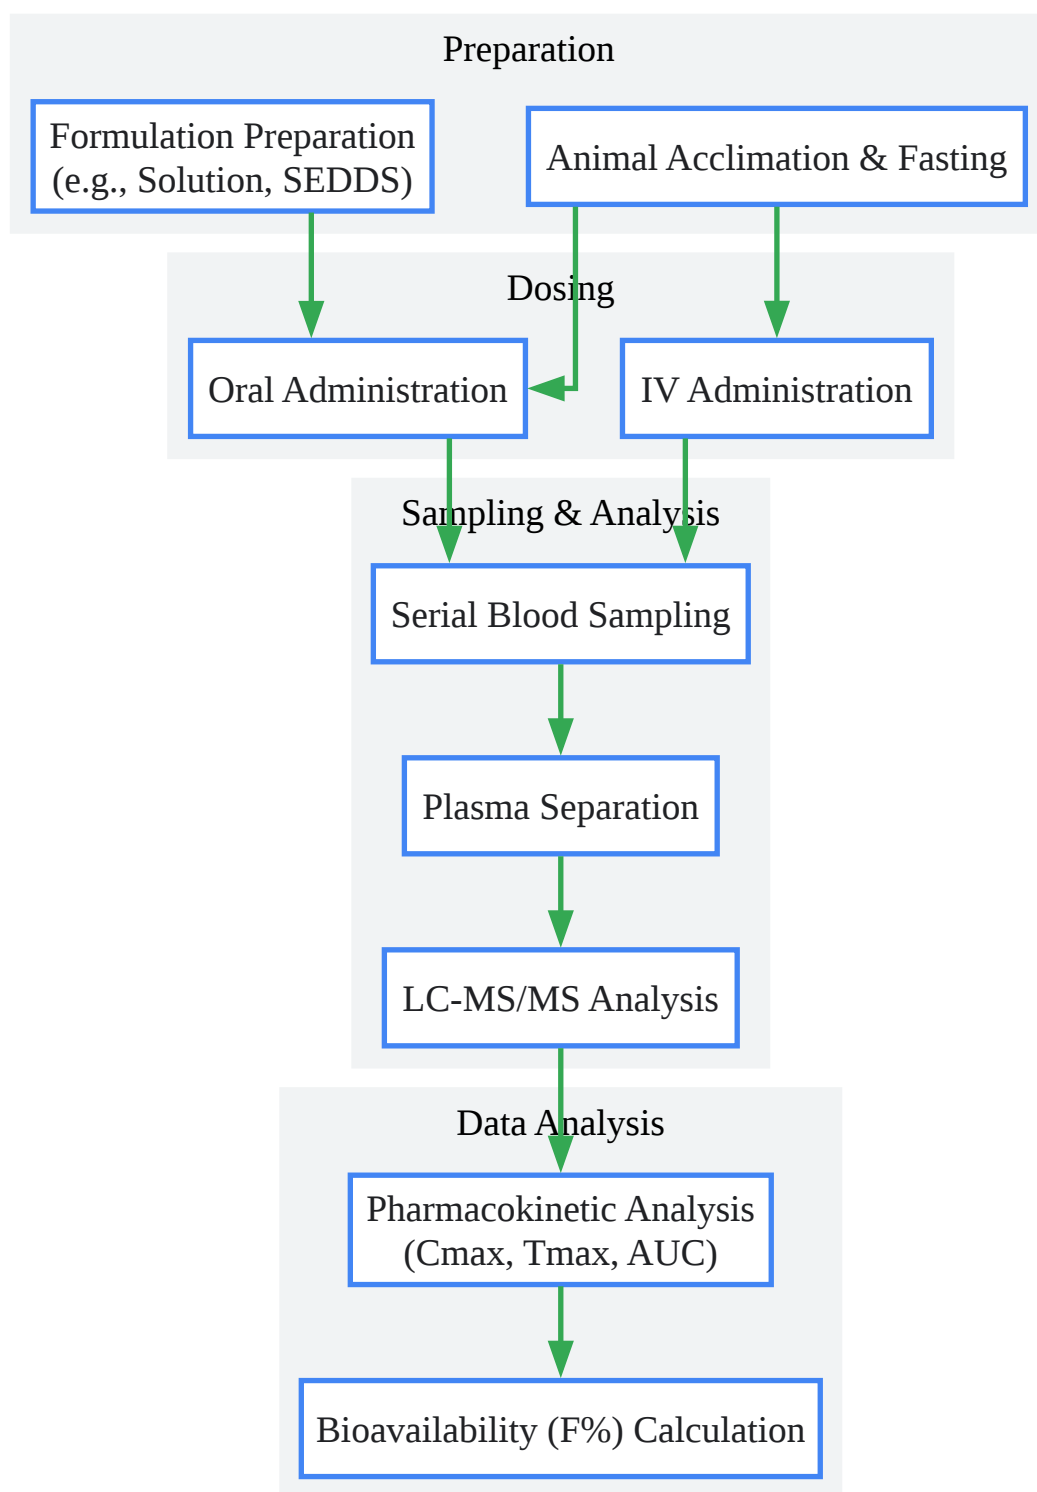 Preparation
Formulation Preparation
(e.g., Solution, SEDDS)
Animal Acclimation & Fasting
Dosing
Oral Administration
IV Administration
Sampling & Analysis
Serial Blood Sampling
Plasma Separation
LC-MS/MS Analysis
Data Analysis
Pharmacokinetic Analysis
(Cmax, Tmax, AUC)
Bioavailability (F%) Calculation